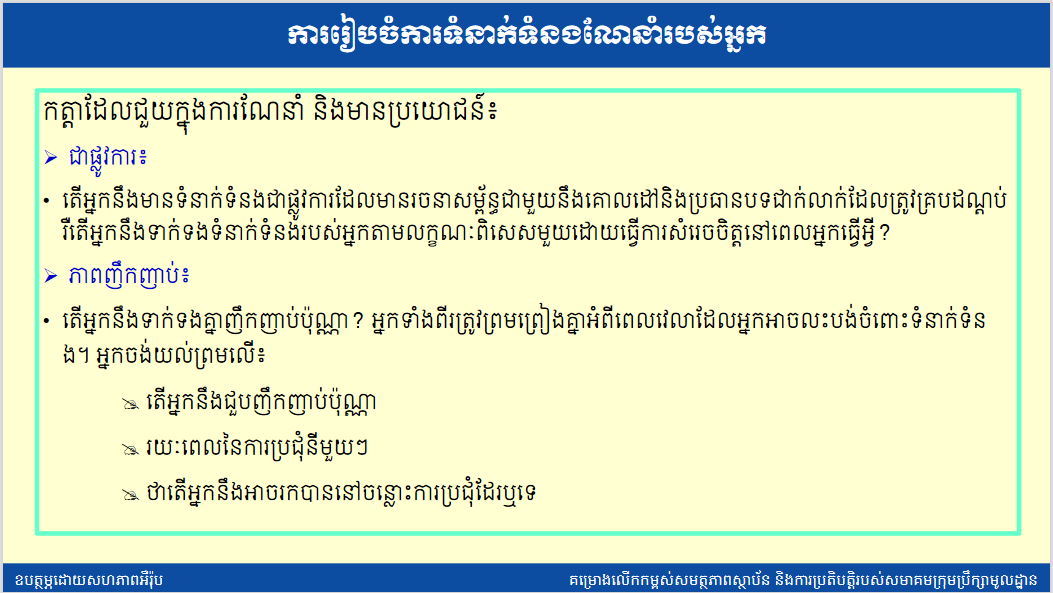 ការរៀបចំការទំនាក់ទំនងណែនាំរបស់អ្នក
កត្តាដែលជួយក្នុងការណែនាំ និងមានប្រយោជន៍៖
➢ ជាផ្លូវការ៖
• តើអ្នកនឹងមានទំនាក់ទំនងជាផ្លូវការដែលមានរចនាសម្ព័ន្ធជាមួយនឹងគោលដៅនិងប្រធានបទជាក់លាក់ដែលត្រូវគ្របដណ្តប់
រឺតើអ្នកនឹងទាក់ទងទំនាក់ទំនងរបស់អ្នកតាមលក្ខណៈពិសេសមួយដោយធ្វើការសំរេចចិត្តនៅពេលអ្នកធ្វើអ្វី?
➢ ភាពញឹកញាប់៖
• តើអ្នកនឹងទាក់ទងគ្នាញឹកញាប់ប៉ុណ្ណា? អ្នកទាំងពីរត្រូវព្រមព្រៀងគ្នាអំពីពេលវេលាដែលអ្នកអាចលះបង់ចំពោះទំនាក់ទំន
ង។ អ្នកចង់យល់ព្រមលើ៖
តើអ្នកនឹងជួបញឹកញាប់ប៉ុណ្ណា
រយៈពេលនៃការប្រជុំនីមួយៗ
ថាតើអ្នកនឹងអាចរកបាននៅចន្លោះការប្រជុំដែរឬទេ
ឧបត្ថម្ភដោយសហភាពអឺរ៉ុប
គម្រោងលើកកម្ពស់សមត្ថភាពស្ថាប័ន និងការប្រតិបត្តិរបស់សមាគមក្រុមប្រឹក្សាមូលដ្ឋាន